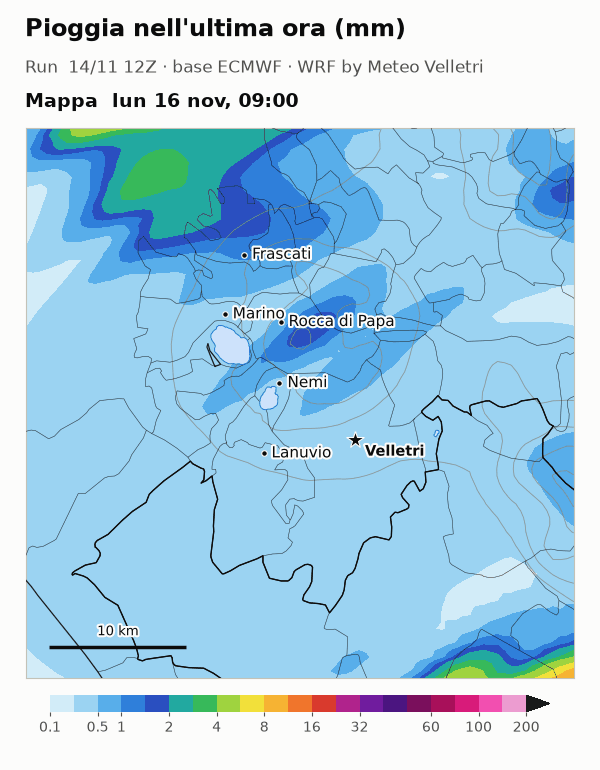 Pioggia nell'ultima ora (mm)
Run  14/11 12Z · base ECMWF · WRF by Meteo Velletri
Mappa  lun 16 nov, 09:00
Frascati
Marino
Rocca di Papa
Nemi
Velletri
Lanuvio
10 km
0.1 0.5 1 2 4 8 16 32 60 100 200